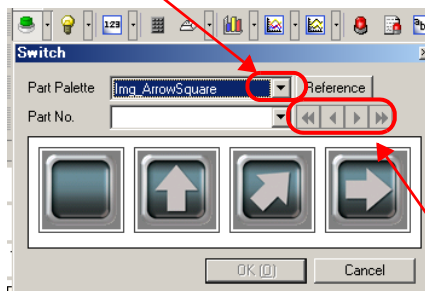 123
Switch
Part Palette Img_ArrowSquare Reference
Part No.
OK (O) Cancel